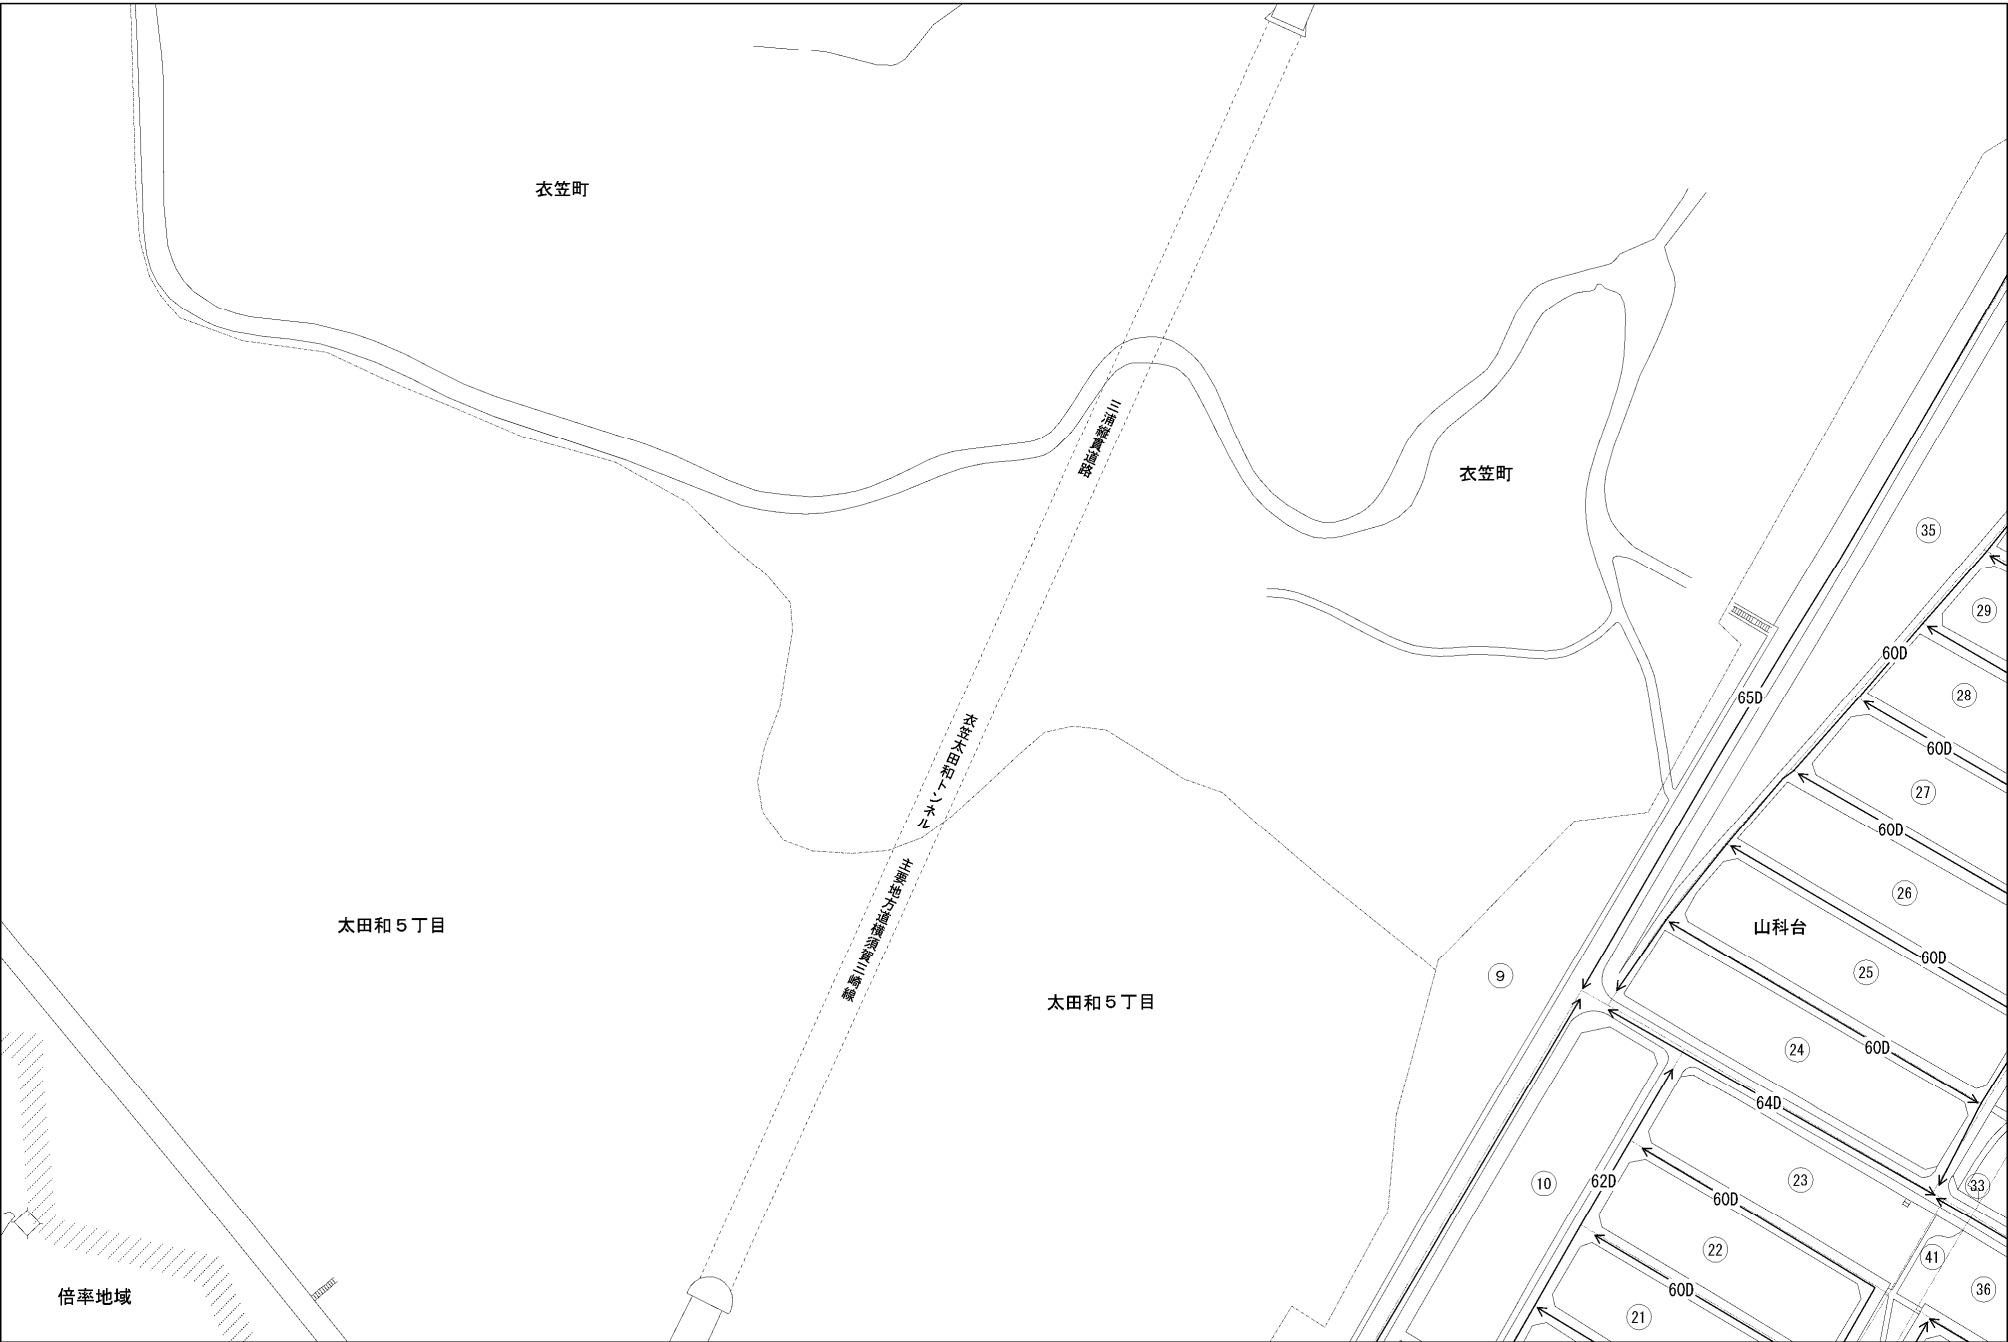 衣笠町
三浦縦貫道路
衣笠町
35
29
60D
28
65D
60D
衣笠太田和トンネル
27
60D
26
主要地方道横須賀三崎線
太田和５丁目
山科台
60D
25
9
太田和５丁目
60D
24
64D
23
10
62D
60D
33
22
41
60D
36
倍率地域
21